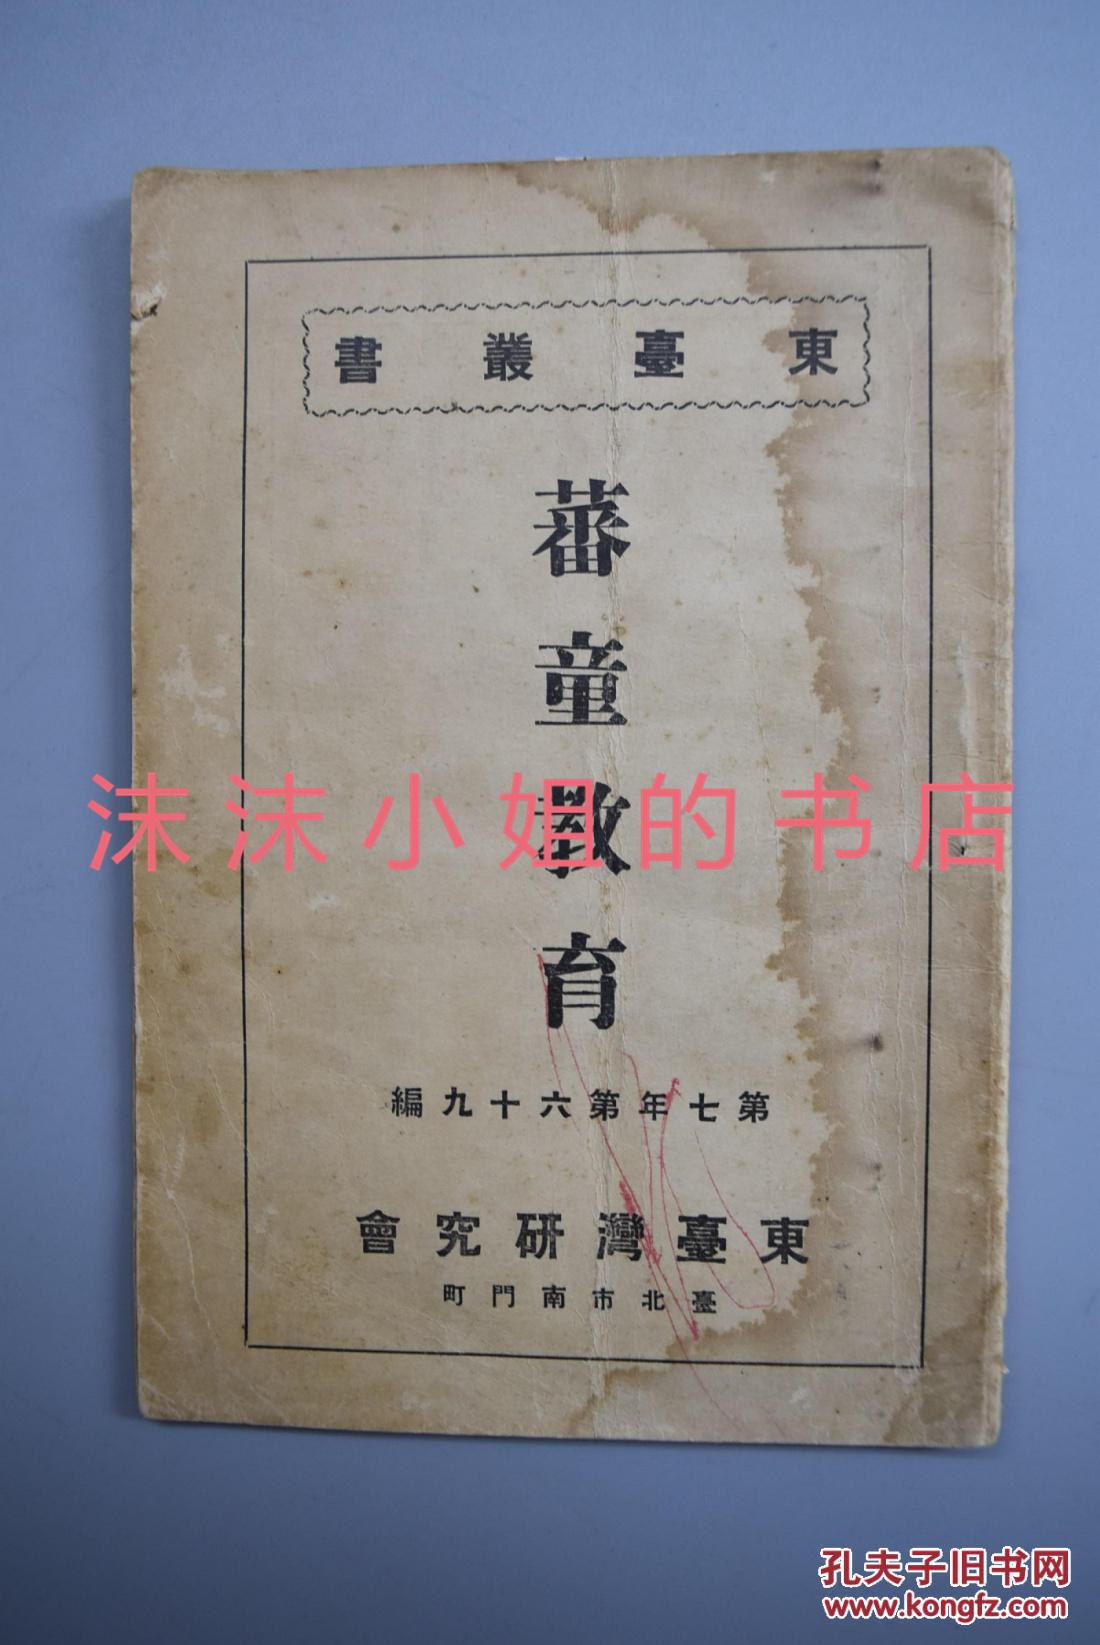 東臺叢書
蕃童教育
沫沫小姐的书店
第七年第六十九編
東臺灣研究會
臺北市南門町
孔夫子旧书网
www.kongfz.com